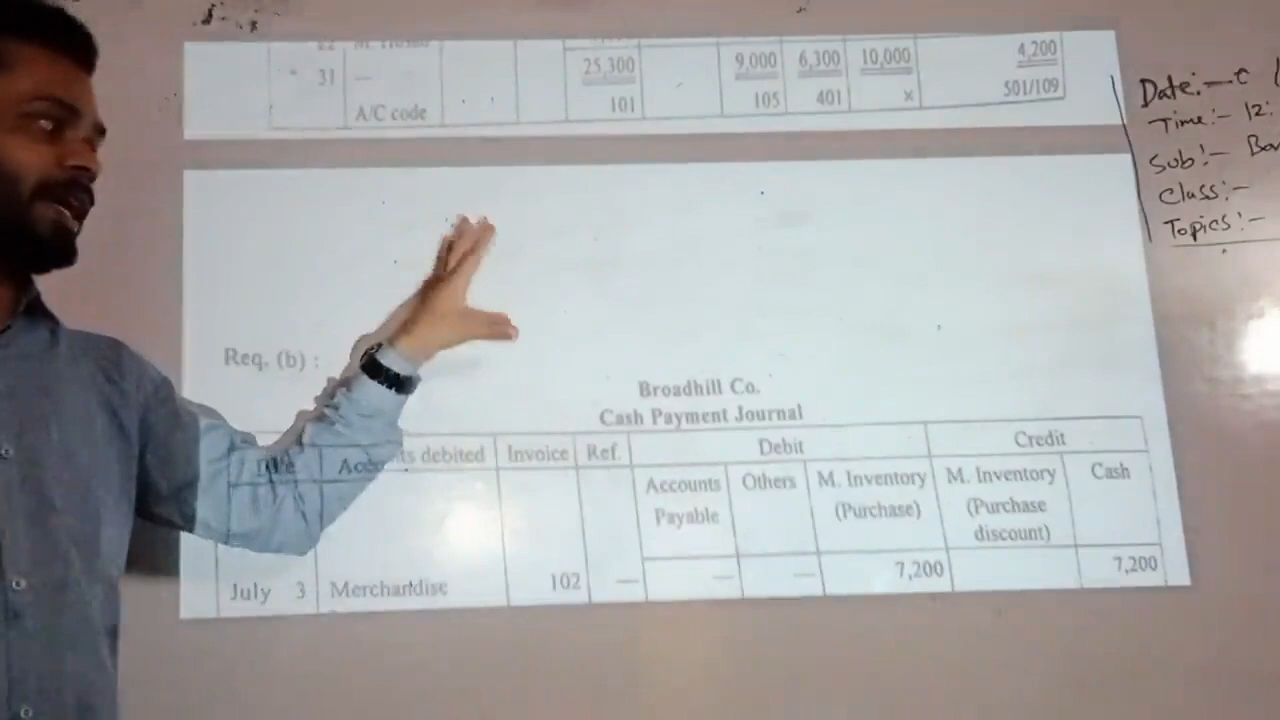 31 — 25,300 9,000 6,300 10,000 4,200
A/C code 101 105 401 × 501/109
Date:-
Time:- 12:
Sub:-
Class:-
Topics:-
Req. (b) :
Broadhill Co.
Cash Payment Journal
debited Invoice Ref. Debit Credit
Accounts Payable Others M. Inventory (Purchase) M. Inventory (Purchase discount) Cash
July 3 Merchandise 102 — — — 7,200 7,200